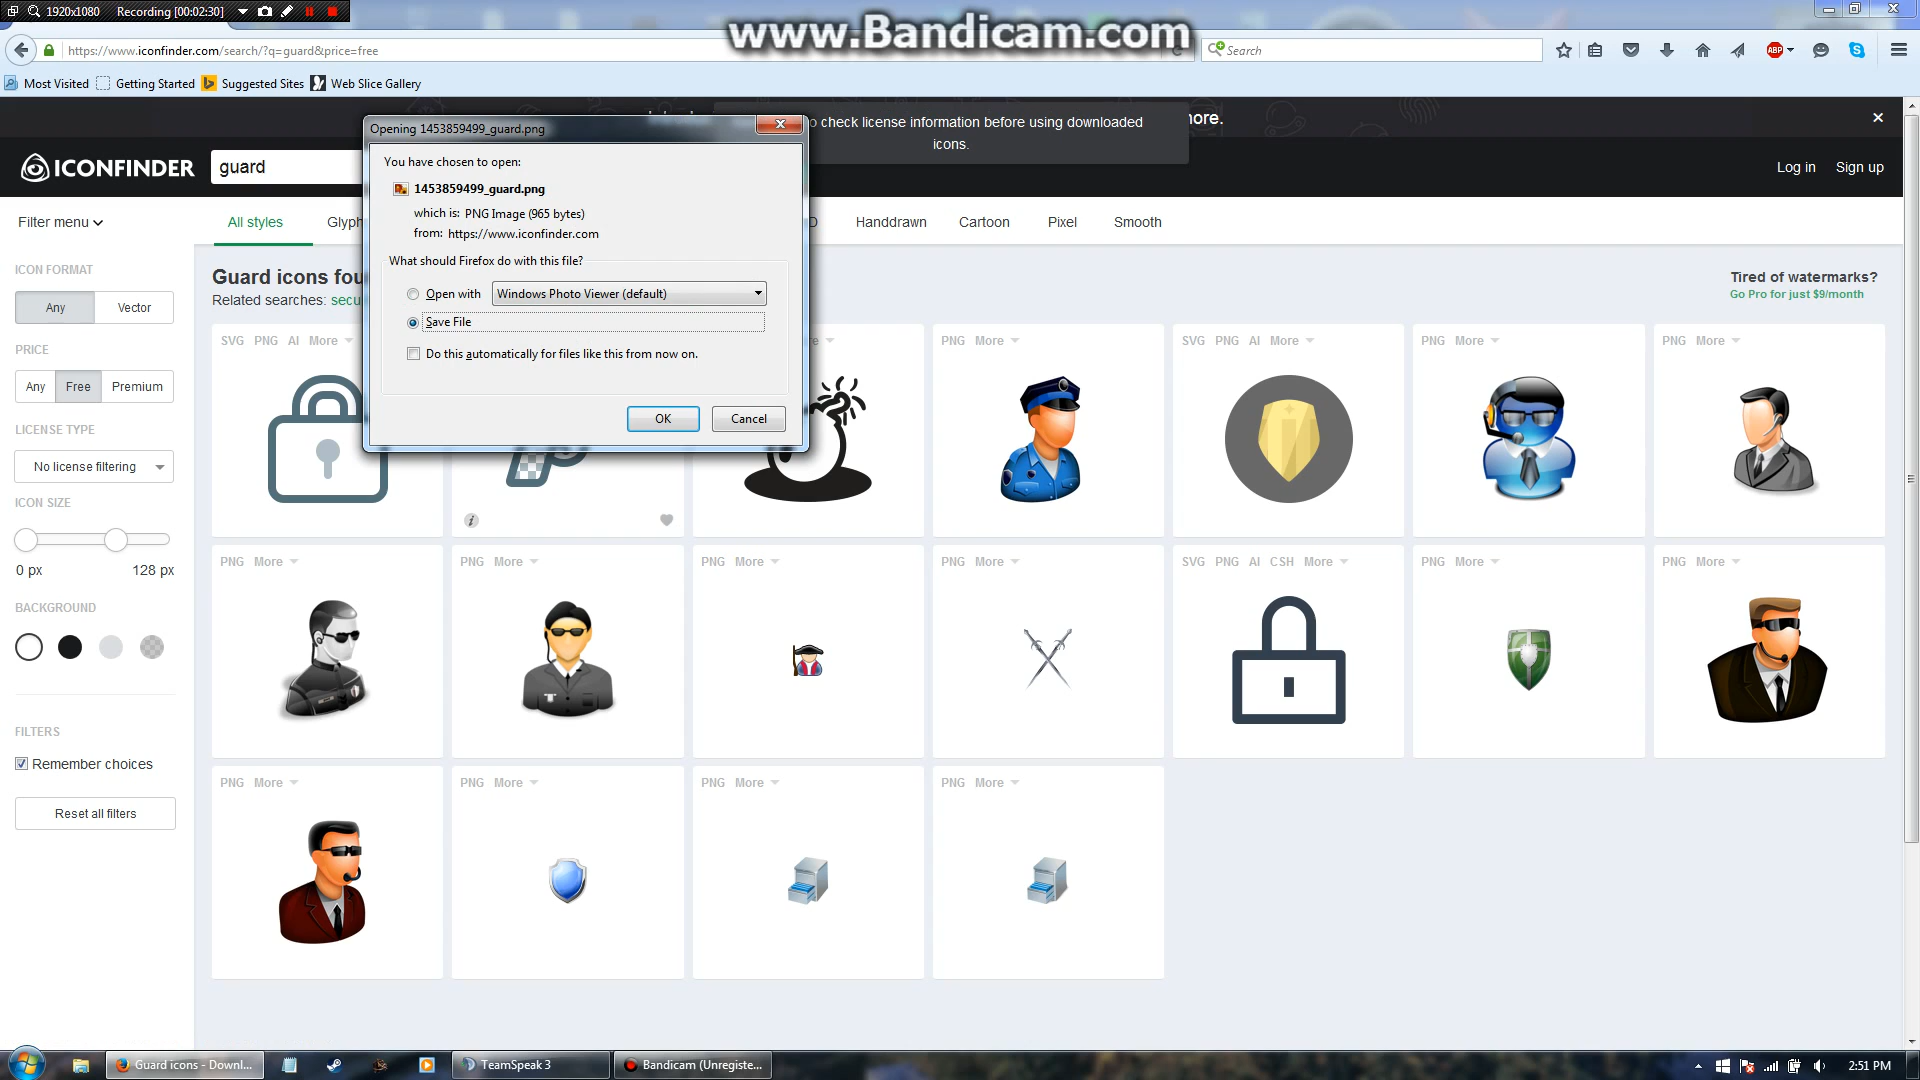 1920x1080 Recording [00:02:30]
www.Bandicam.com
https://www.iconfinder.com/search/?q=guard&price=free
Search
ABP
Most Visited Getting Started Suggested Sites Web Slice Gallery
Opening 1453859499_guard.png
o check license information before using downloaded
icons.
more.
You have chosen to open:
1453859499_guard.png
which is: PNG Image (965 bytes)
from: https://www.iconfinder.com
What should Firefox do with this file?
Open with Windows Photo Viewer (default)
Save File
Do this automatically for files like this from now on.
OK Cancel
ICONFINDER
guard
Log in Sign up
Filter menu
All styles Glyph D Handdrawn Cartoon Pixel Smooth
Guard icons fou
Related searches: secu
Tired of watermarks?
Go Pro for just $9/month
ICON FORMAT
Any Vector
PRICE
Any Free Premium
LICENSE TYPE
No license filtering
ICON SIZE
0 px 128 px
BACKGROUND
FILTERS
Remember choices
Reset all filters
SVG PNG AI More
PNG More
SVG PNG AI More
PNG More
PNG More
PNG More
PNG More
PNG More
PNG More
SVG PNG AI CSH More
PNG More
PNG More
PNG More
PNG More
PNG More
PNG More
Guard icons - Downl...
TeamSpeak 3
Bandicam (Unregiste...
2:51 PM